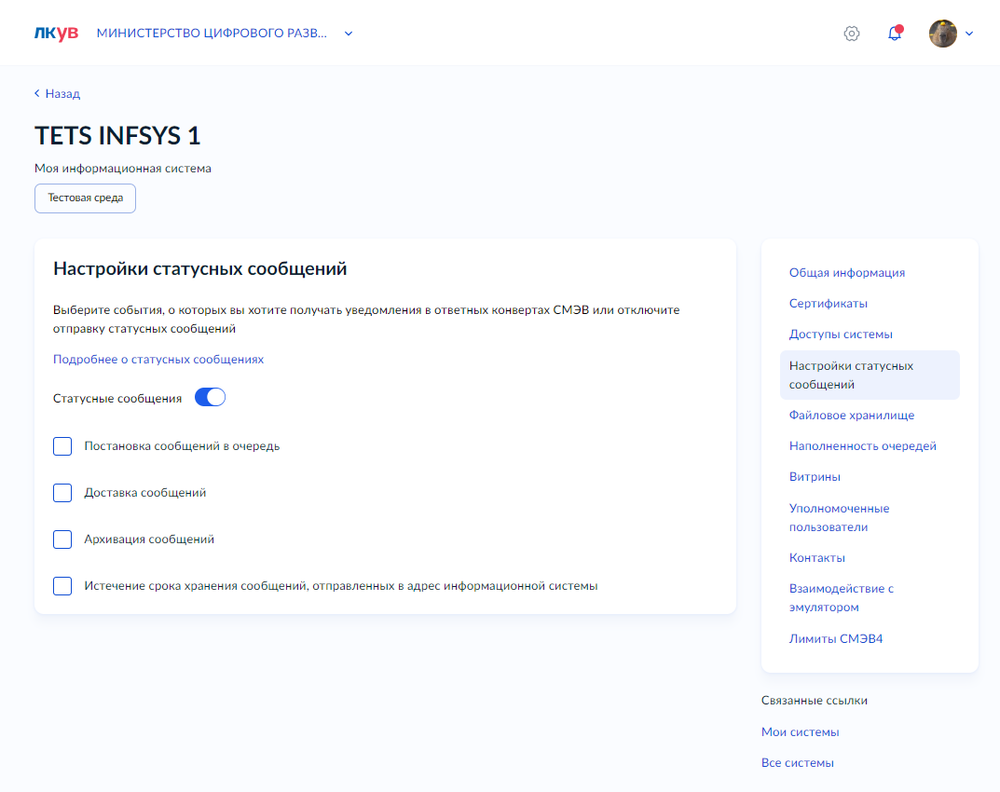 ЛКУВ
МИНИСТЕРСТВО ЦИФРОВОГО РАЗВ...
Назад
TETS INFSYS 1
Моя информационная система
Тестовая среда
Настройки статусных сообщений
Выберите события, о которых вы хотите получать уведомления в ответных конвертах СМЭВ или отключите
отправку статусных сообщений
Подробнее о статусных сообщениях
Статусные сообщения
Постановка сообщений в очередь
Доставка сообщений
Архивация сообщений
Истечение срока хранения сообщений, отправленных в адрес информационной системы
Общая информация
Сертификаты
Доступы системы
Настройки статусных
сообщений
Файловое хранилище
Наполненность очередей
Витрины
Уполномоченные
пользователи
Контакты
Взаимодействие с
эмулятором
Лимиты СМЭВ4
Связанные ссылки
Мои системы
Все системы